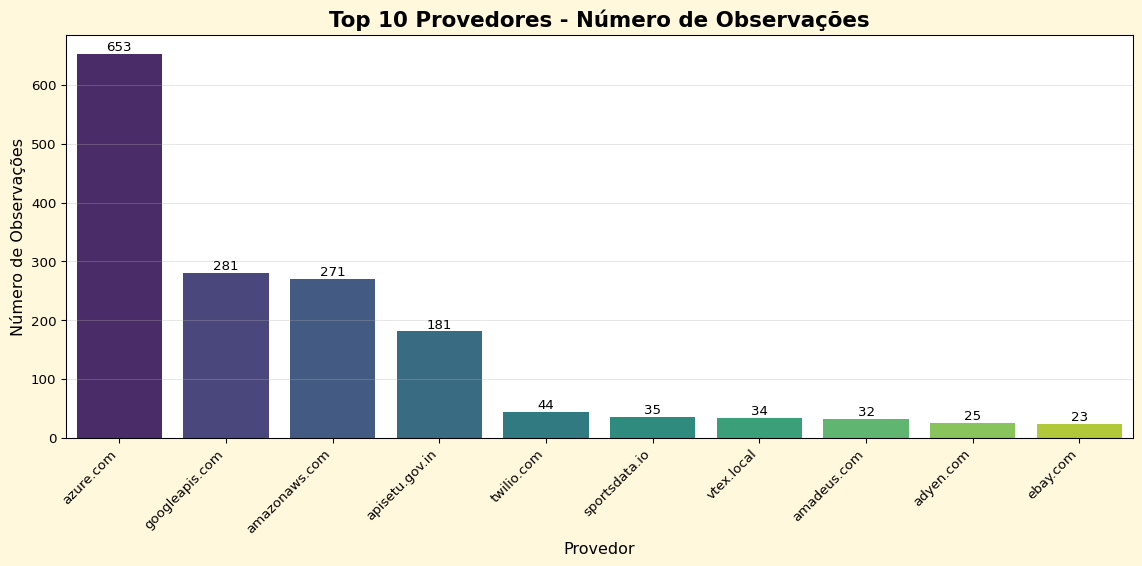 Top 10 Provedores - Número de Observações
Número de Observações
600
500
400
300
200
100
0
653
281
271
181
44
35
34
32
25
23
azure.com
googleapis.com
amazonaws.com
apisetu.gov.in
twilio.com
sportsdata.io
vtex.local
amadeus.com
adyen.com
ebay.com
Provedor